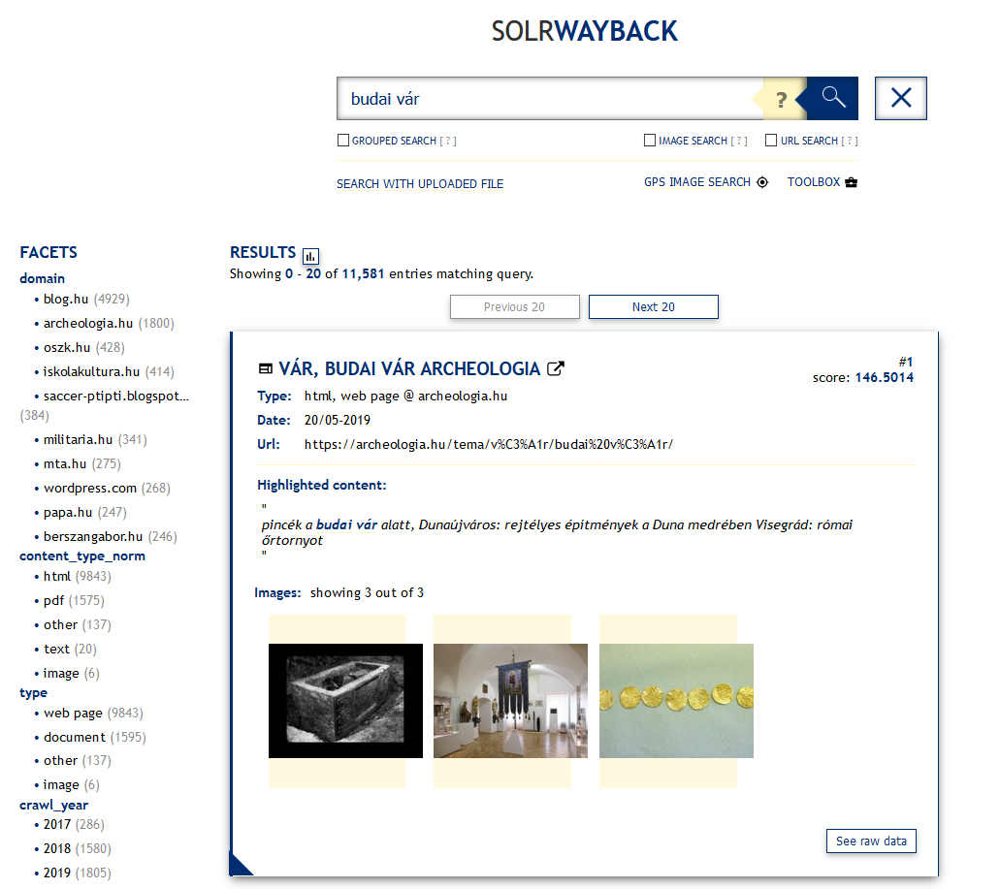 SOLRWAYBACK
budai vár ?
GROUPED SEARCH [ ? ] IMAGE SEARCH [ ? ] URL SEARCH [ ? ]
SEARCH WITH UPLOADED FILE GPS IMAGE SEARCH TOOLBOX
FACETS
domain
• blog.hu (4929)
• archeologia.hu (1800)
• oszk.hu (428)
• iskolakultura.hu (414)
• saccer-ptipti.blogspot...
(384)
• militaria.hu (341)
• mta.hu (275)
• wordpress.com (268)
• papa.hu (247)
• berszangabor.hu (246)
content_type_norm
• html (9843)
• pdf (1575)
• other (137)
• text (20)
• image (6)
type
• web page (9843)
• document (1595)
• other (137)
• image (6)
crawl_year
• 2017 (286)
• 2018 (1580)
• 2019 (1805)
RESULTS
Showing 0 - 20 of 11,581 entries matching query.
Previous 20 Next 20
VÁR, BUDAI VÁR ARCHEOLOGIA
#1
score: 146.5014
Type: html, web page @ archeologia.hu
Date: 20/05-2019
Url: https://archeologia.hu/tema/v%C3%A1r/budai%20v%C3%A1r/
Highlighted content:
"
pincék a budai vár alatt, Dunaújváros: rejtélyes építmények a Duna medrében Visegrád: római
őrtornyot
"
Images: showing 3 out of 3
See raw data